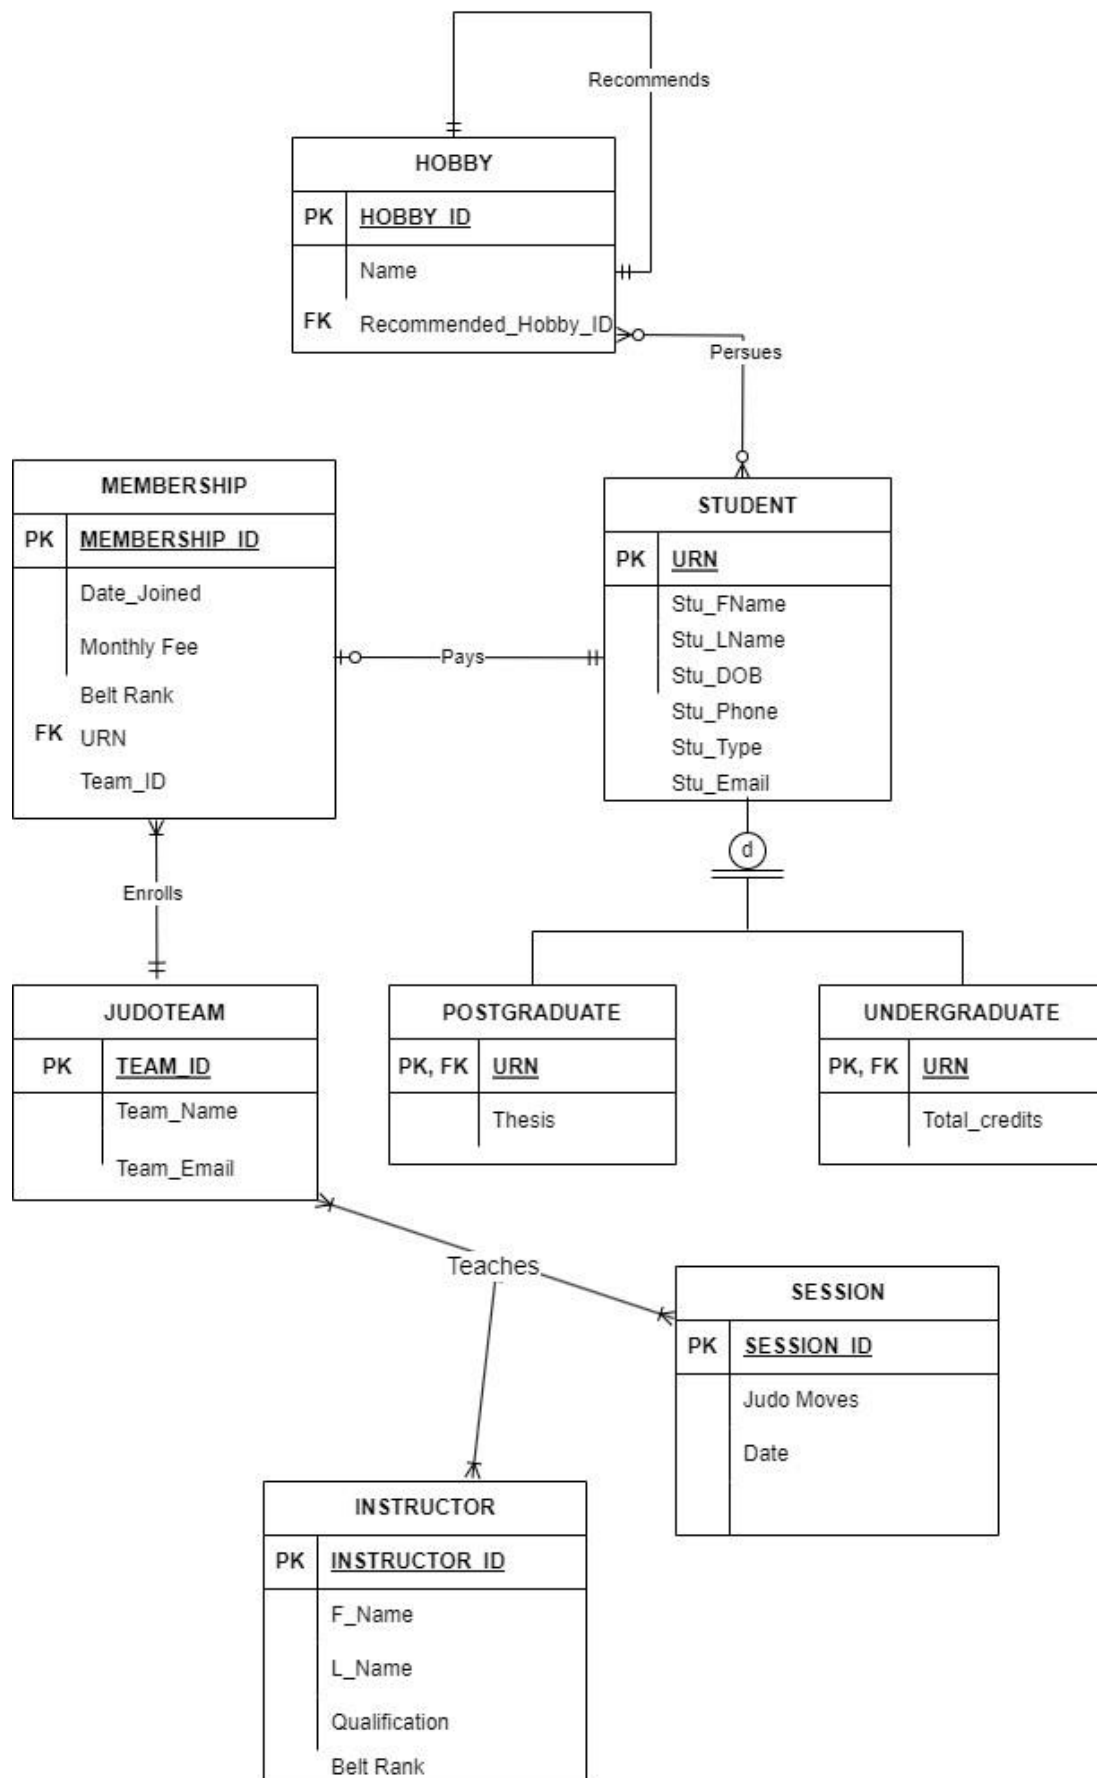 Recommends
HOBBY
PK HOBBY_ID
Name
FK Recommended_Hobby_ID
Persues
MEMBERSHIP
PK MEMBERSHIP_ID
Date_Joined
Monthly Fee
Belt Rank
FK URN
Team_ID
Pays
STUDENT
PK URN
Stu_FName
Stu_LName
Stu_DOB
Stu_Phone
Stu_Type
Stu_Email
d
Enrolls
JUDOTEAM
PK TEAM_ID
Team_Name
Team_Email
POSTGRADUATE
PK, FK URN
Thesis
UNDERGRADUATE
PK, FK URN
Total_credits
Teaches
SESSION
PK SESSION_ID
Judo Moves
Date
INSTRUCTOR
PK INSTRUCTOR_ID
F_Name
L_Name
Qualification
Belt Rank